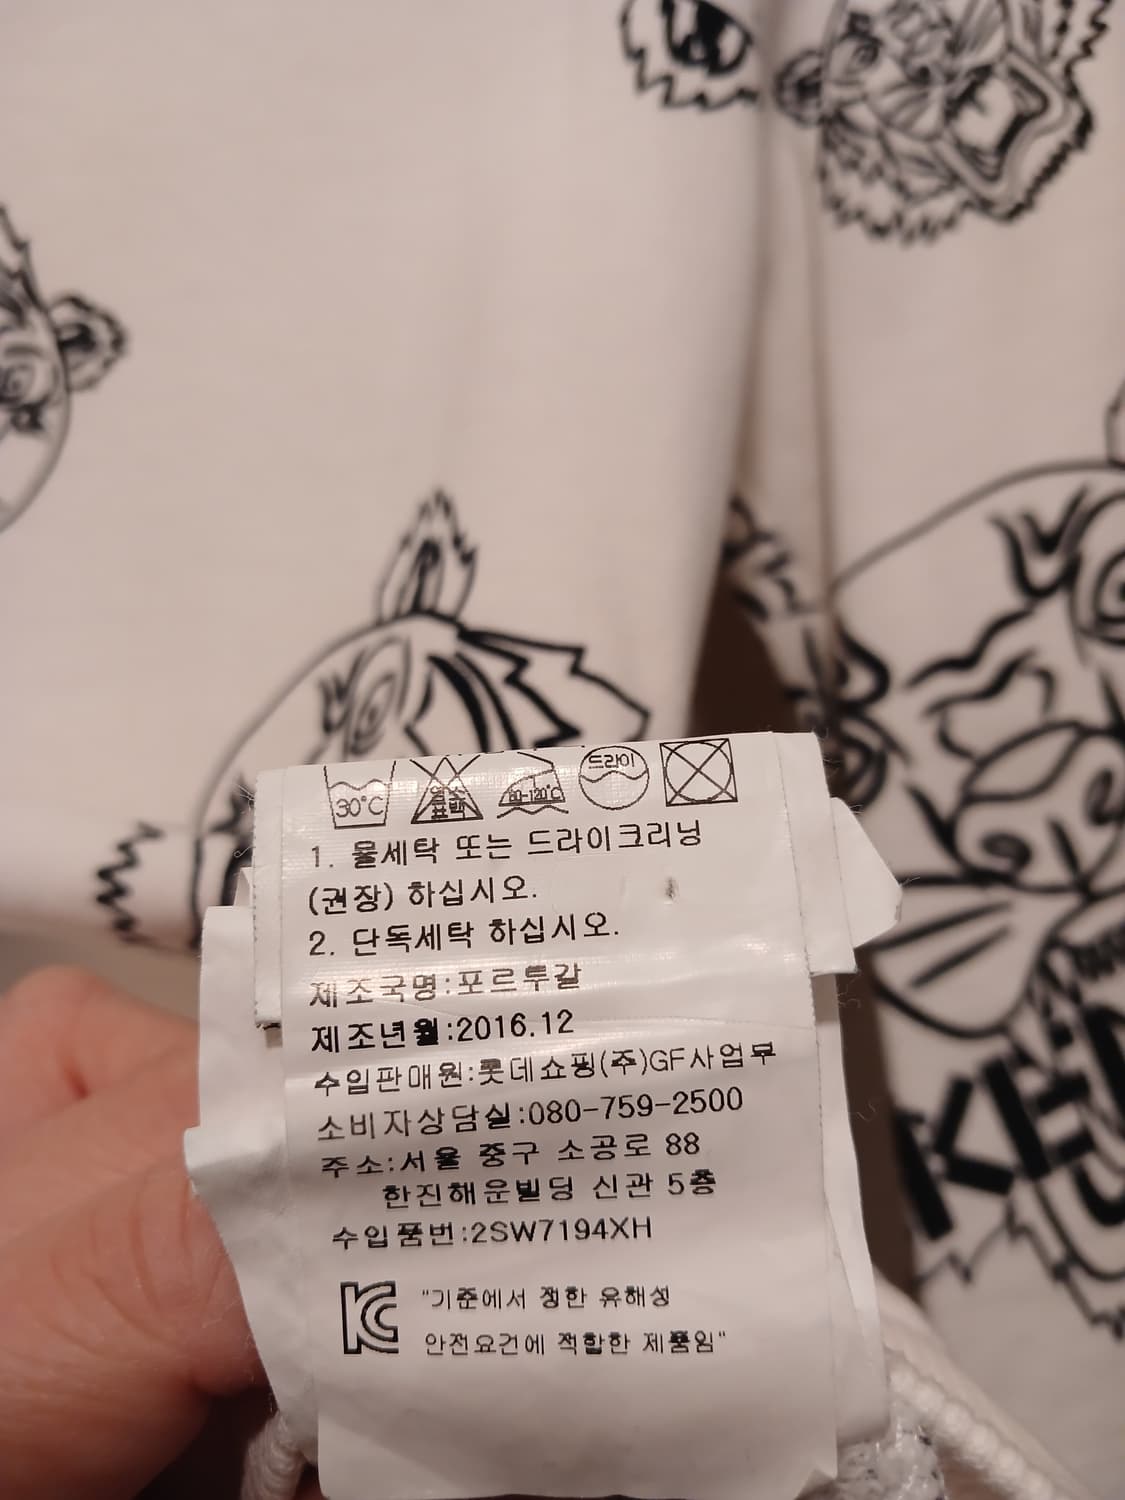 30°C
염소
표백
80-120°C
드라이
1. 물세탁 또는 드라이크리닝
(권장) 하십시오.
2. 단독세탁 하십시오.
제조국명:포르투갈
제조년월:2016.12
수입판매원:롯데쇼핑(주)GF사업부
소비자상담실:080-759-2500
주소:서울 중구 소공로 88
한진해운빌딩 신관 5층
수입품번:2SW7194XH
"기준에서 정한 유해성
안전요건에 적합한 제품임"